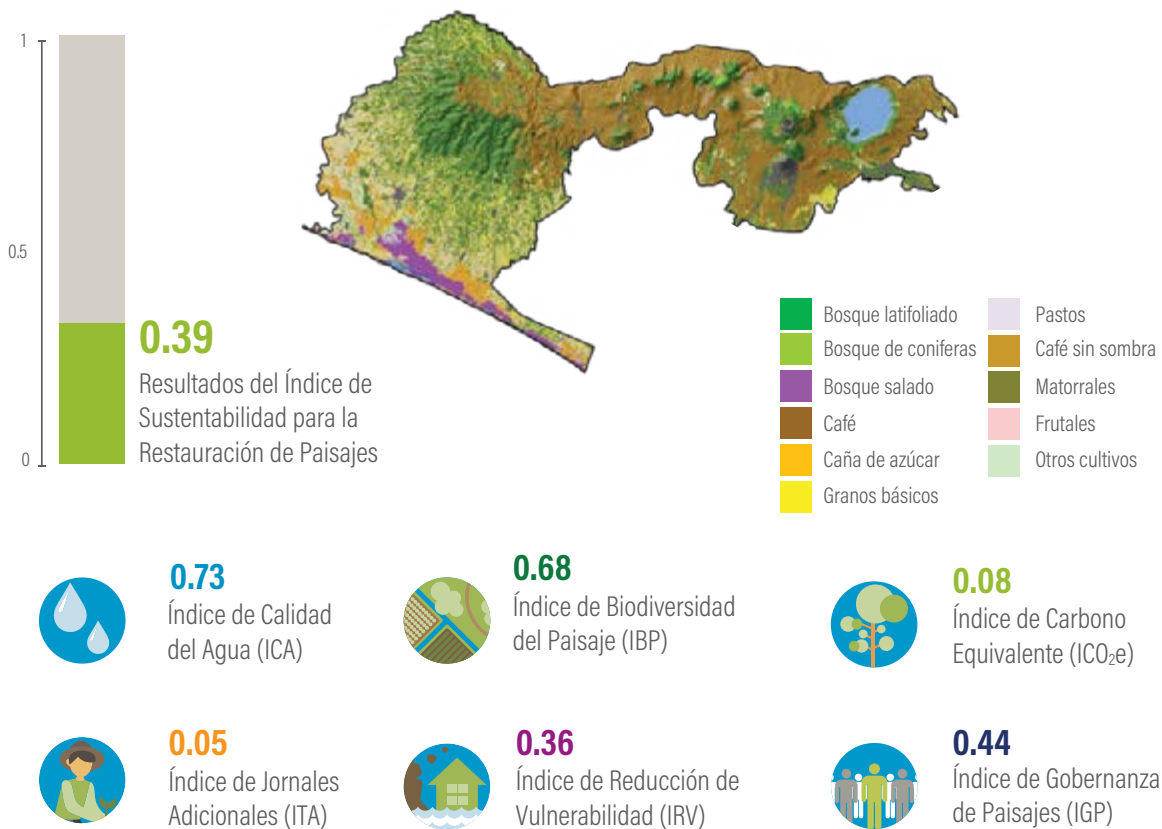 1
0.5
0
0.39
Resultados del Índice de
Sustentabilidad para la
Restauración de Paisajes
Bosque latifoliado
Bosque de coniferas
Bosque salado
Café
Caña de azúcar
Granos básicos
Pastos
Café sin sombra
Matorrales
Frutales
Otros cultivos
0.73
Índice de Calidad
del Agua (ICA)
0.68
Índice de Biodiversidad
del Paisaje (IBP)
0.08
Índice de Carbono
Equivalente (ICO₂e)
0.05
Índice de Jornales
Adicionales (ITA)
0.36
Índice de Reducción de
Vulnerabilidad (IRV)
0.44
Índice de Gobernanza
de Paisajes (IGP)